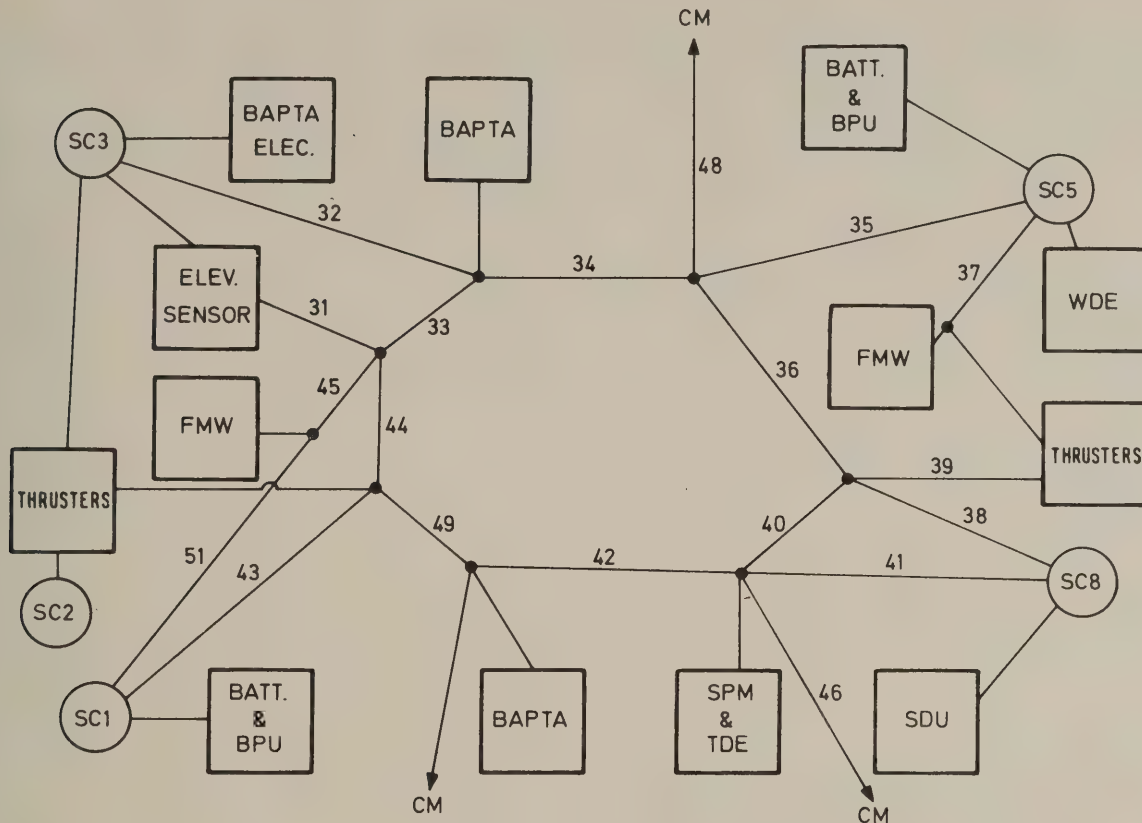 CM
BATT.
&
BPU
BAPTA
ELEC.
BAPTA
SC3
48
SC5
32
35
ELEV.
SENSOR
34
37
WDE
31
33
FMW
36
45
FMW
44
THRUSTERS
39
THRUSTERS
49
40
38
51
43
42
41
SC8
SC2
BATT.
&
BPU
SPM
&
TDE
46
SC1
BAPTA
SDU
CM
CM